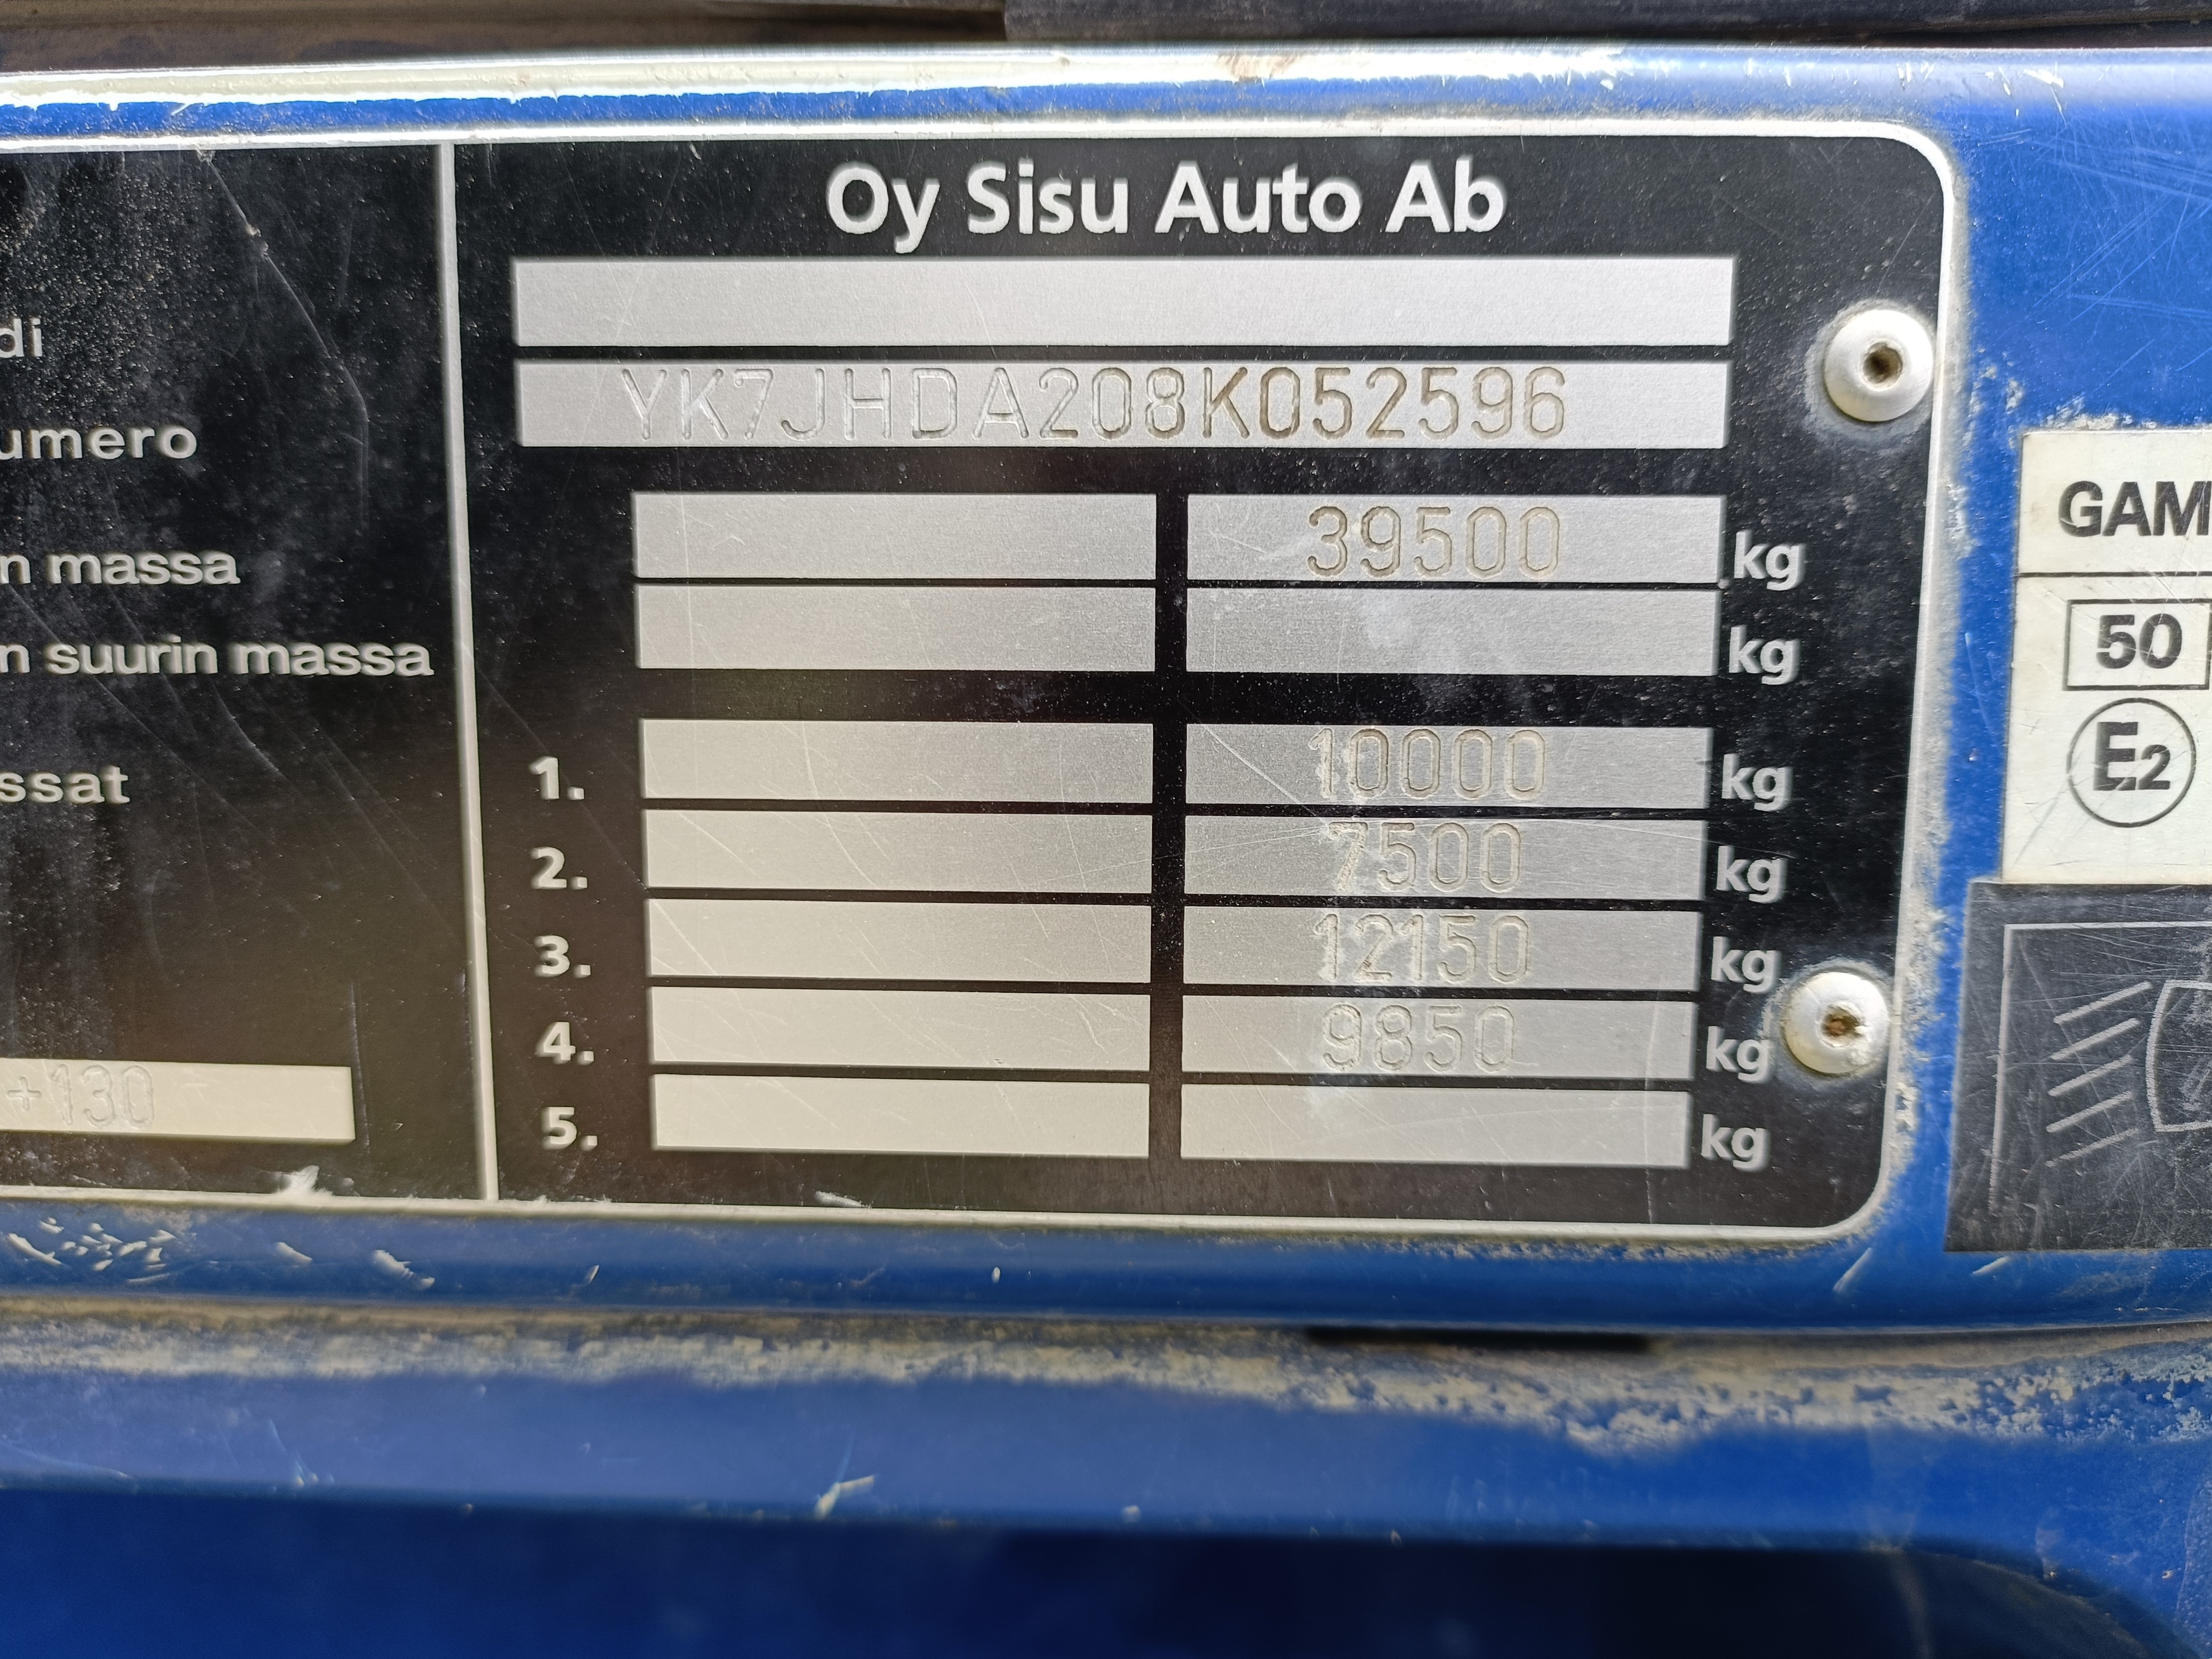 Oy Sisu Auto Ab
di
umero
YK7JHDA208K052596
n massa
39500 kg
n suurin massa
kg
ssat
1. 10000 kg
2. 7500 kg
3. 12150 kg
4. 9850 kg
5. kg
+130
GAM
50
E2